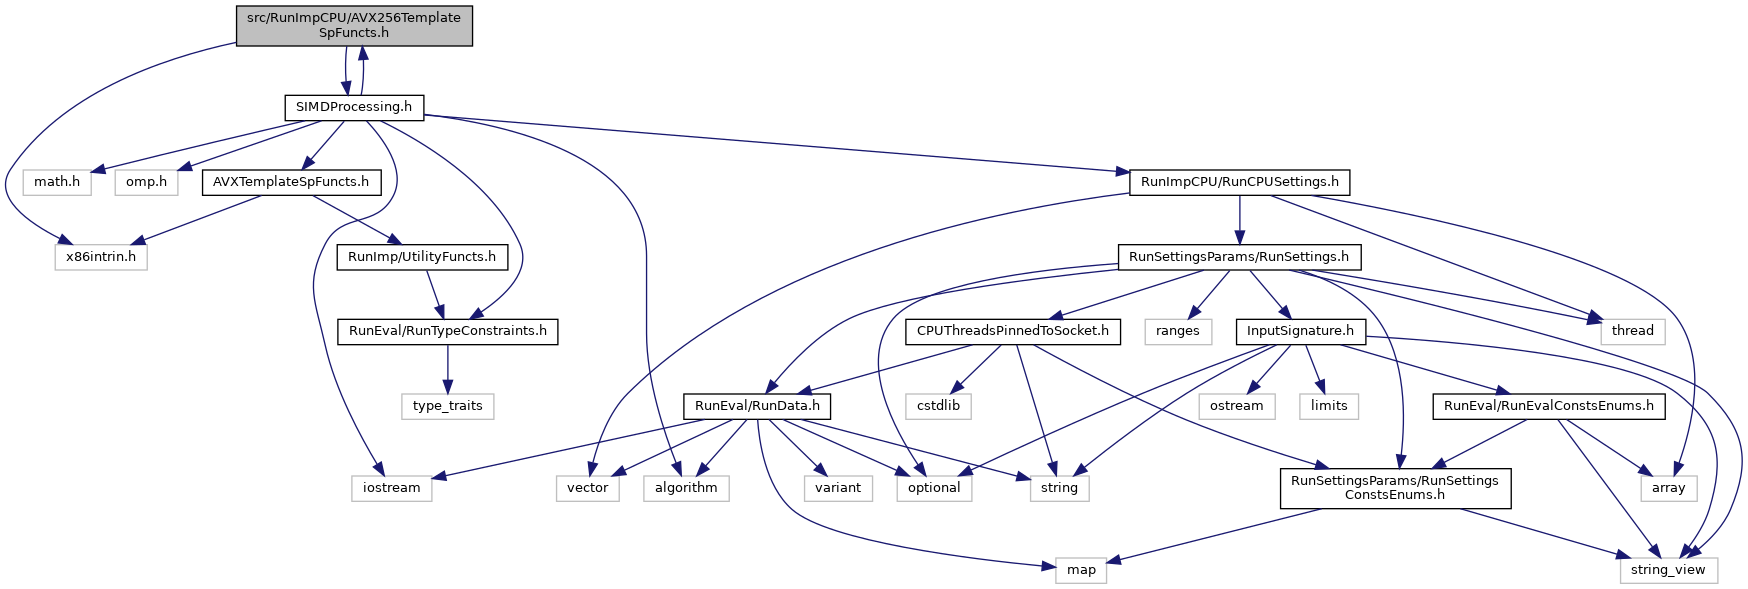 src/RunImpCPU/AVX256Template
SpFuncts.h
SIMDProcessing.h
math.h
omp.h
AVXTemplateSpFuncts.h
RunImpCPU/RunCPUSettings.h
x86intrin.h
RunImp/UtilityFuncts.h
RunSettingsParams/RunSettings.h
RunEval/RunTypeConstraints.h
CPUThreadsPinnedToSocket.h
ranges
InputSignature.h
thread
type_traits
RunEval/RunData.h
cstdlib
ostream
limits
RunEval/RunEvalConstsEnums.h
iostream
vector
algorithm
variant
optional
string
RunSettingsParams/RunSettings
ConstsEnums.h
array
map
string_view